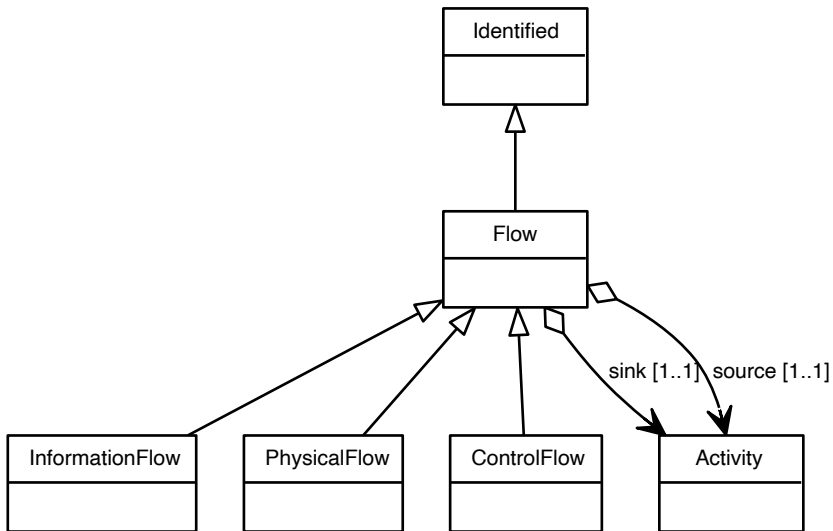 Identified
Flow
sink [1..1] source [1..1]
InformationFlow PhysicalFlow ControlFlow Activity